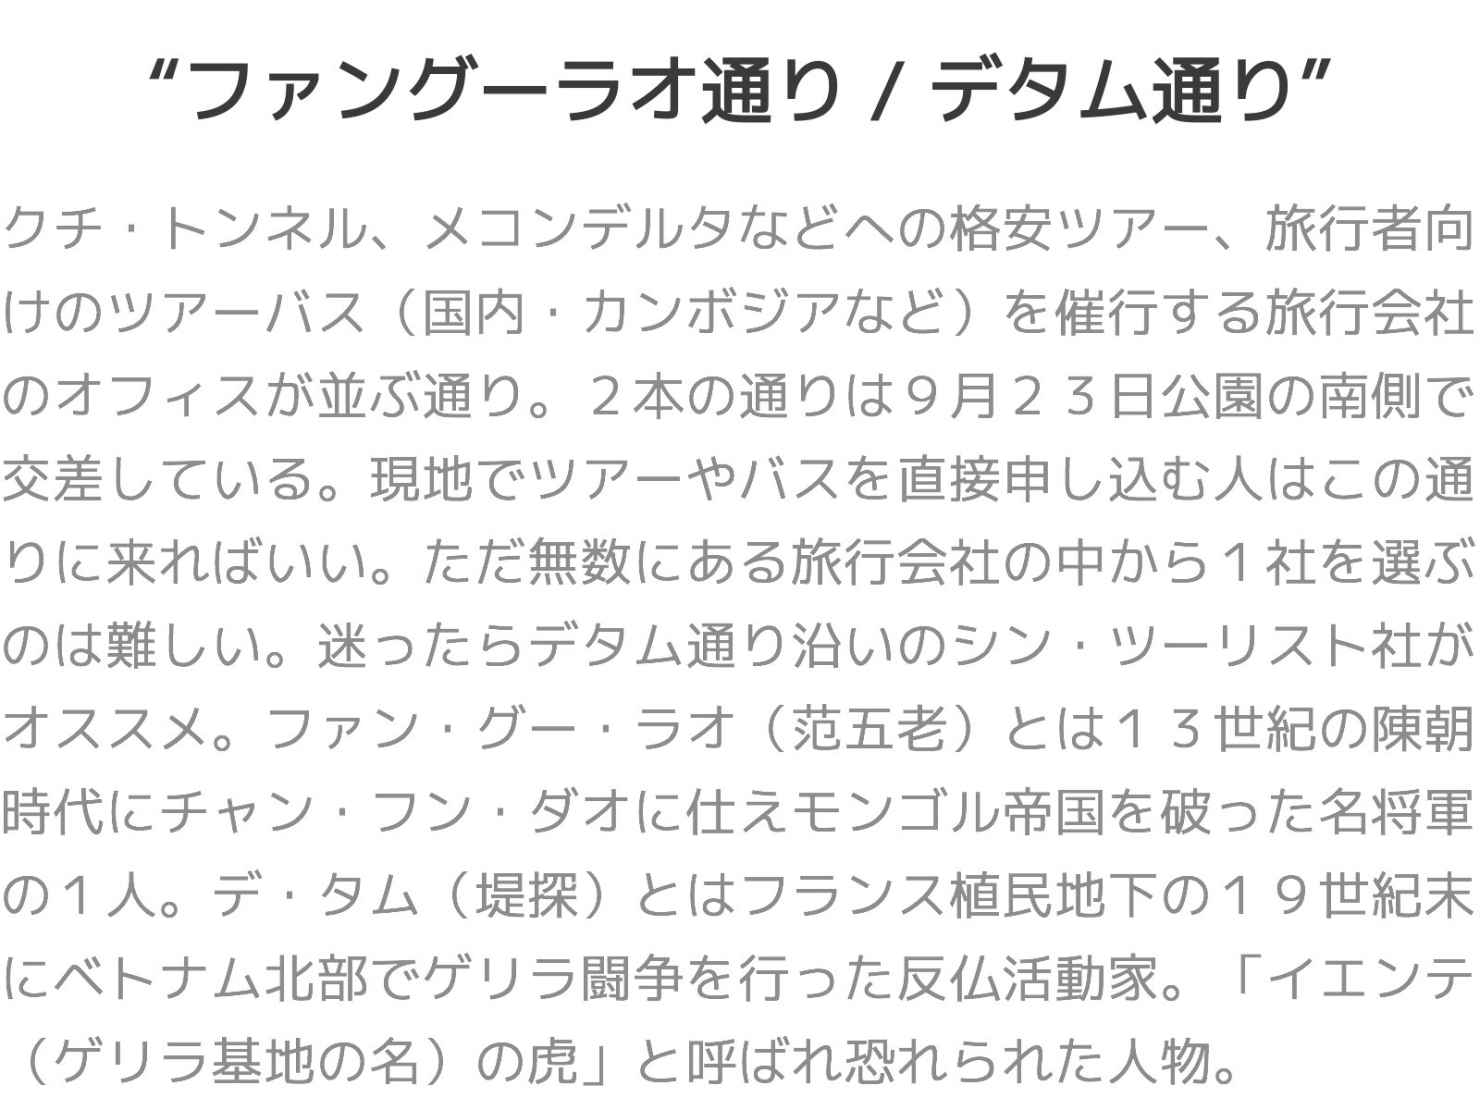 “ファングーラオ通り / デタム通り”
クチ・トンネル、メコンデルタなどへの格安ツアー、旅行者向
けのツアーバス（国内・カンボジアなど）を催行する旅行会社
のオフィスが並ぶ通り。２本の通りは９月２３日公園の南側で
交差している。現地でツアーやバスを直接申し込む人はこの通
りに来ればいい。ただ無数にある旅行会社の中から１社を選ぶ
のは難しい。迷ったらデタム通り沿いのシン・ツーリスト社が
オススメ。ファン・グー・ラオ（范五老）とは１３世紀の陳朝
時代にチャン・フン・ダオに仕えモンゴル帝国を破った名将軍
の１人。デ・タム（堤探）とはフランス植民地下の１９世紀末
にベトナム北部でゲリラ闘争を行った反仏活動家。「イエンテ
（ゲリラ基地の名）の虎」と呼ばれ恐れられた人物。